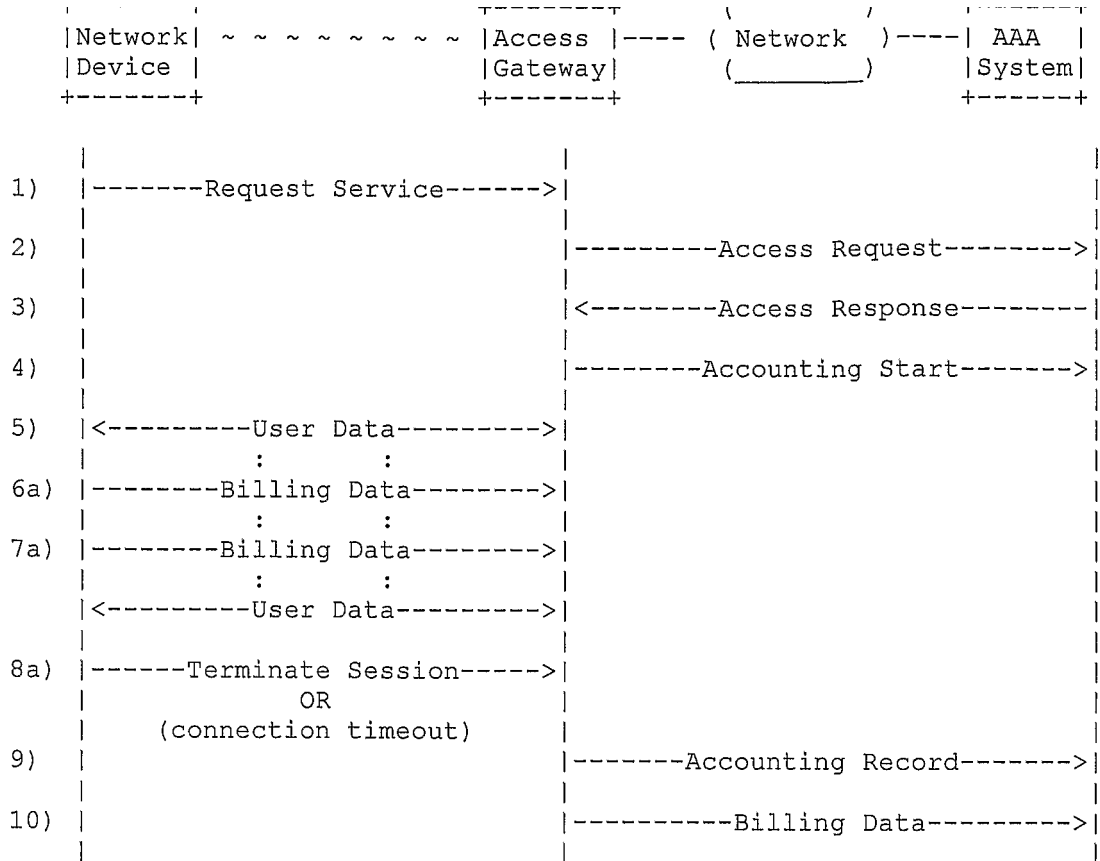 |Network| ~ ~ ~ ~ ~ ~ ~ ~ |Access |---- ( Network )----| AAA |
|Device | |Gateway| (_______) |System|
+-------+ +-------+ +------+
1) |-------Request Service------>|
2) |---------Access Request-------->|
3) |<--------Access Response--------|
4) |--------Accounting Start------->|
5) |<---------User Data--------->|
: :
6a) |--------Billing Data-------->|
: :
7a) |--------Billing Data-------->|
: :
|<---------User Data--------->|
8a) |------Terminate Session----->|
OR
(connection timeout)
9) |-------Accounting Record------->|
10) |----------Billing Data--------->|